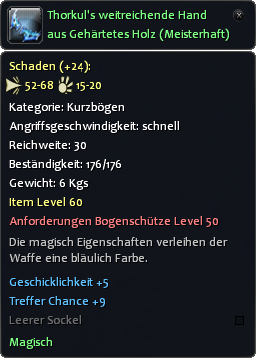 Thorkul's weitreichende Hand
aus Gehärtetes Holz (Meisterhaft)
Schaden (+24):
52-68 15-20
Kategorie: Kurzbögen
Angriffsgeschwindigkeit: schnell
Reichweite: 30
Beständigkeit: 176/176
Gewicht: 6 Kgs
Item Level 60
Anforderungen Bogenschütze Level 50
Die magisch Eigenschaften verleihen der
Waffe eine bläulich Farbe.
Geschicklichkeit +5
Treffer Chance +9
Leerer Sockel
Magisch